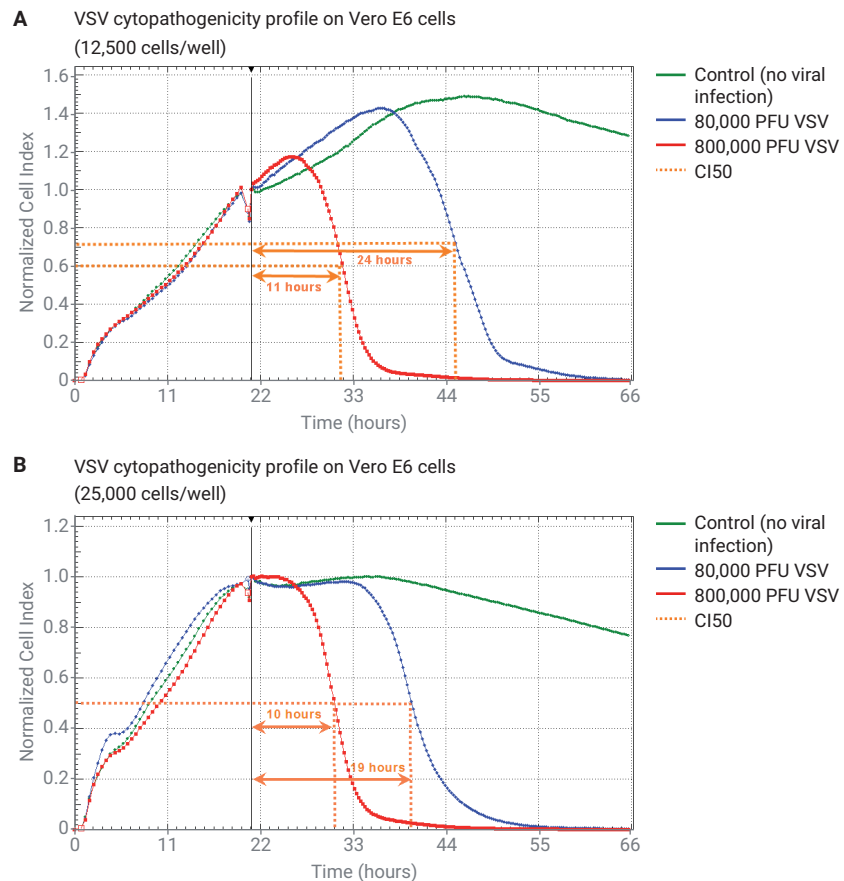 A
VSV cytopathogenicity profile on Vero E6 cells
(12,500 cells/well)
Normalized Cell Index
1.6
1.4
1.2
1.0
0.8
0.6
0.4
0.2
0
24 hours
11 hours
0 11 22 33 44 55 66
Time (hours)
Control (no viral
infection)
80,000 PFU VSV
800,000 PFU VSV
CI50
B
VSV cytopathogenicity profile on Vero E6 cells
(25,000 cells/well)
Normalized Cell Index
1.2
1.0
0.8
0.6
0.4
0.2
0
10 hours
19 hours
0 11 22 33 44 55 66
Time (hours)
Control (no viral
infection)
80,000 PFU VSV
800,000 PFU VSV
CI50